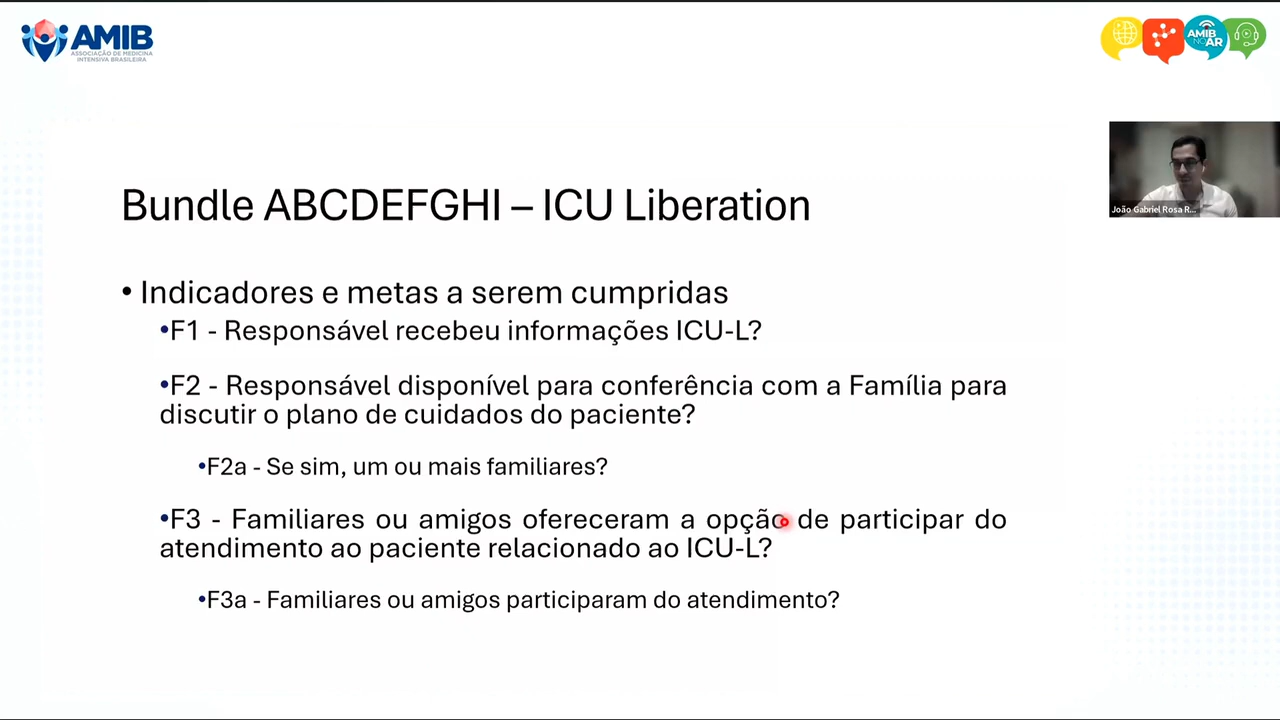 AMIB
ASSOCIAÇÃO DE MEDICINA
INTENSIVA BRASILEIRA
AMIB
NO
AR
João Gabriel Rosa R...
Bundle ABCDEFGHI – ICU Liberation
• Indicadores e metas a serem cumpridas
•F1 - Responsável recebeu informações ICU-L?
•F2 - Responsável disponível para conferência com a Família para
discutir o plano de cuidados do paciente?
•F2a - Se sim, um ou mais familiares?
•F3 - Familiares ou amigos ofereceram a opção de participar do
atendimento ao paciente relacionado ao ICU-L?
•F3a - Familiares ou amigos participaram do atendimento?